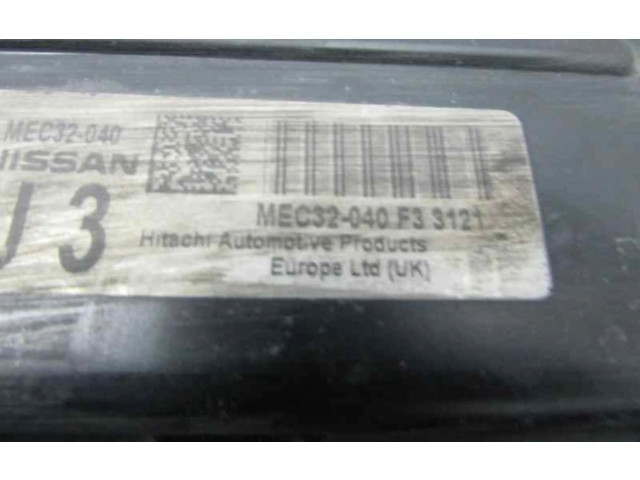 MEC32-040
NISSAN
J 3
MEC32-040 F3 3121
Hitachi Automotive Products
Europe Ltd (UK)